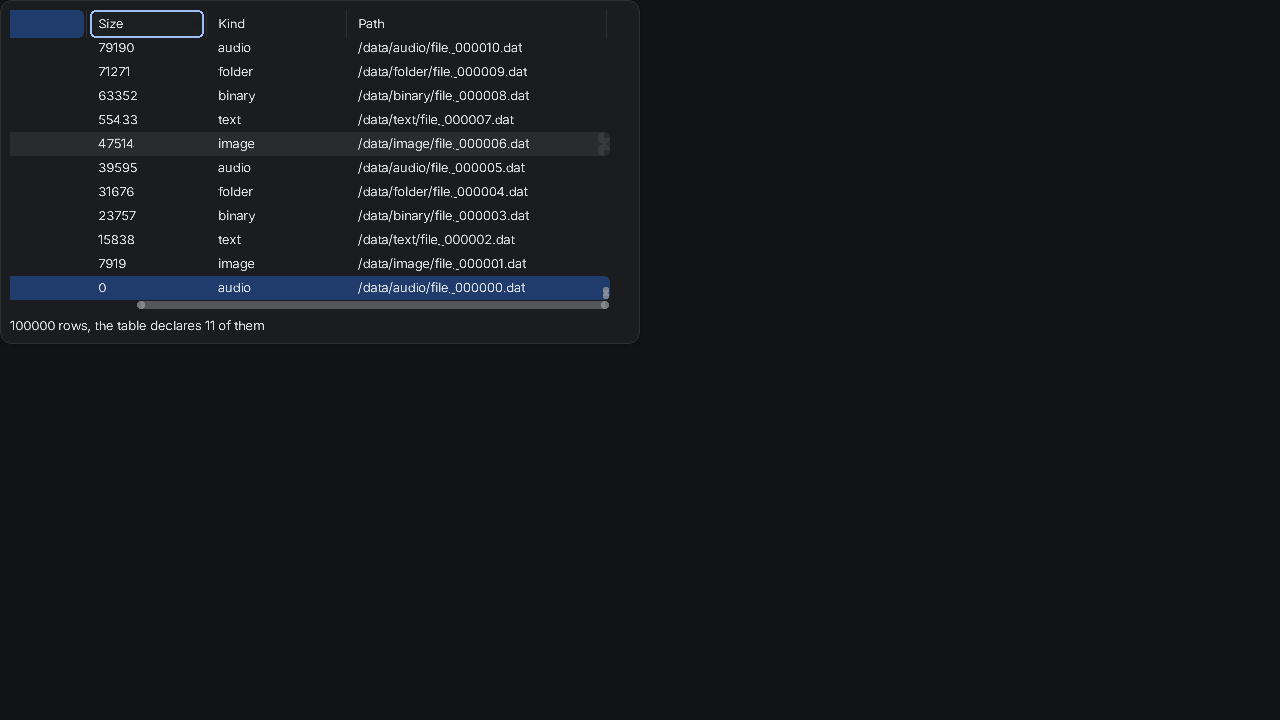 Size Kind Path
79190 audio /data/audio/file_000010.dat
71271 folder /data/folder/file_000009.dat
63352 binary /data/binary/file_000008.dat
55433 text /data/text/file_000007.dat
47514 image /data/image/file_000006.dat
39595 audio /data/audio/file_000005.dat
31676 folder /data/folder/file_000004.dat
23757 binary /data/binary/file_000003.dat
15838 text /data/text/file_000002.dat
7919 image /data/image/file_000001.dat
0 audio /data/audio/file_000000.dat
100000 rows, the table declares 11 of them